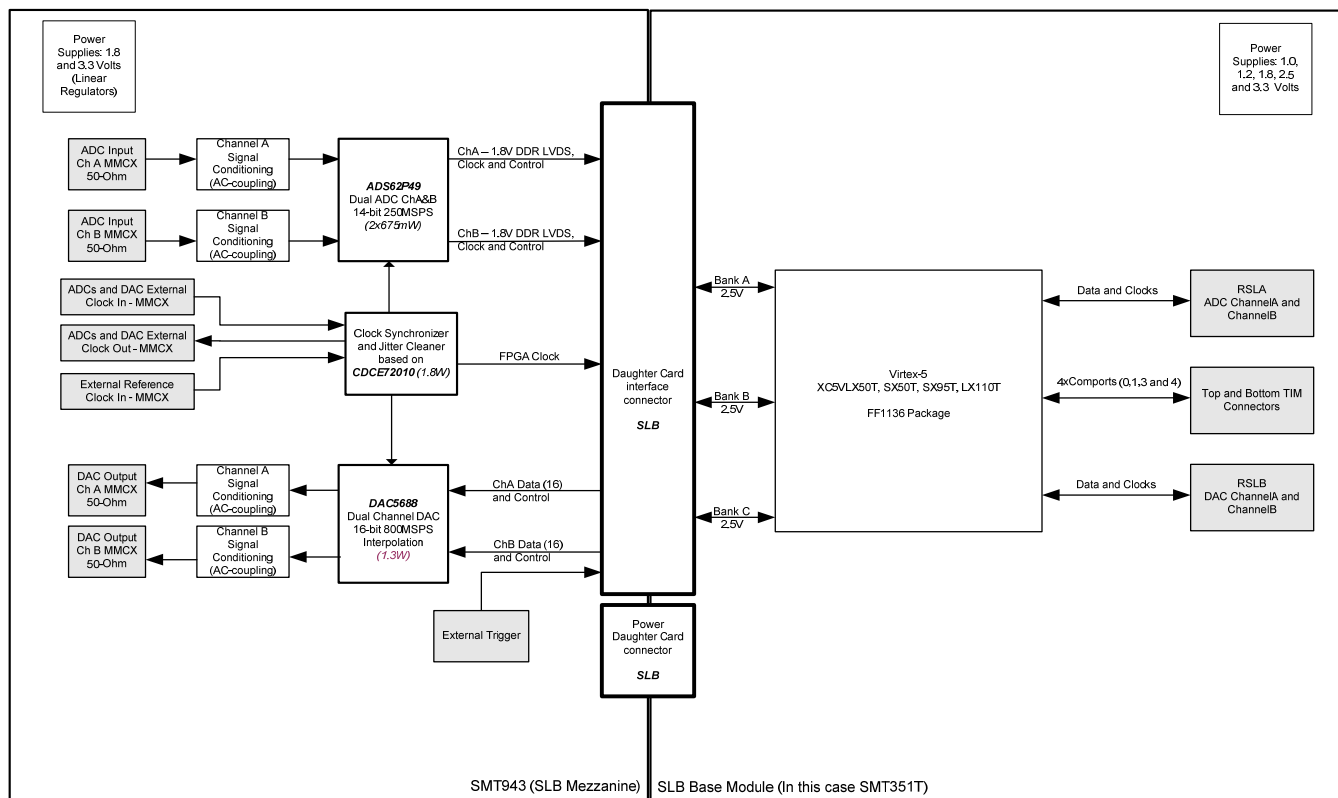 Power
Supplies: 1.8
and 3.3 Volts
(Linear
Regulators)
Power
Supplies: 1.0,
1.2, 1.8, 2.5
and 3.3 Volts
ADC Input
Ch A MMCX
50-Ohm
Channel A
Signal
Conditioning
(AC-coupling)
ADS62P49
Dual ADC ChA&B
14-bit 250MSPS
(2x675mW)
ChA – 1.8V DDR LVDS,
Clock and Control
ADC Input
Ch B MMCX
50-Ohm
Channel B
Signal
Conditioning
(AC-coupling)
ChB – 1.8V DDR LVDS,
Clock and Control
ADCs and DAC External
Clock In - MMCX
ADCs and DAC External
Clock Out - MMCX
External Reference
Clock In - MMCX
Clock Synchronizer
and Jitter Cleaner
based on
CDCE72010 (1.8W)
FPGA Clock
Daughter Card
interface
connector
SLB
Bank A
2.5V
Bank B
2.5V
Bank C
2.5V
Virtex-5
XC5VLX50T, SX50T, SX95T, LX110T
FF1136 Package
Data and Clocks
RSLA
ADC ChannelA and
ChannelB
4xComports (0,1,3 and 4)
Top and Bottom TIM
Connectors
Data and Clocks
RSLB
DAC ChannelA and
ChannelB
DAC Output
Ch A MMCX
50-Ohm
Channel A
Signal
Conditioning
(AC-coupling)
DAC5688
Dual Channel DAC
16-bit 800MSPS
Interpolation
(1.3W)
ChA Data (16)
and Control
DAC Output
Ch B MMCX
50-Ohm
Channel B
Signal
Conditioning
(AC-coupling)
ChB Data (16)
and Control
External Trigger
Power
Daughter Card
connector
SLB
SMT943 (SLB Mezzanine)
SLB Base Module (In this case SMT351T)